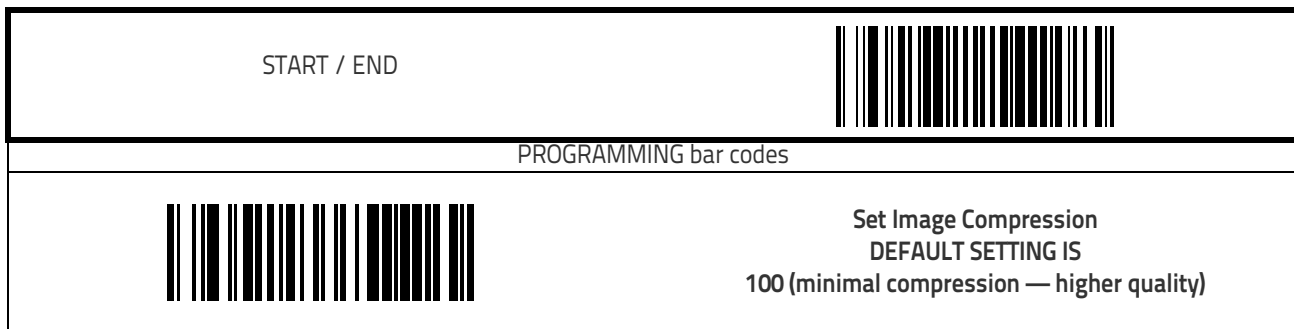 START / END
PROGRAMMING bar codes
Set Image Compression
DEFAULT SETTING IS
100 (minimal compression — higher quality)